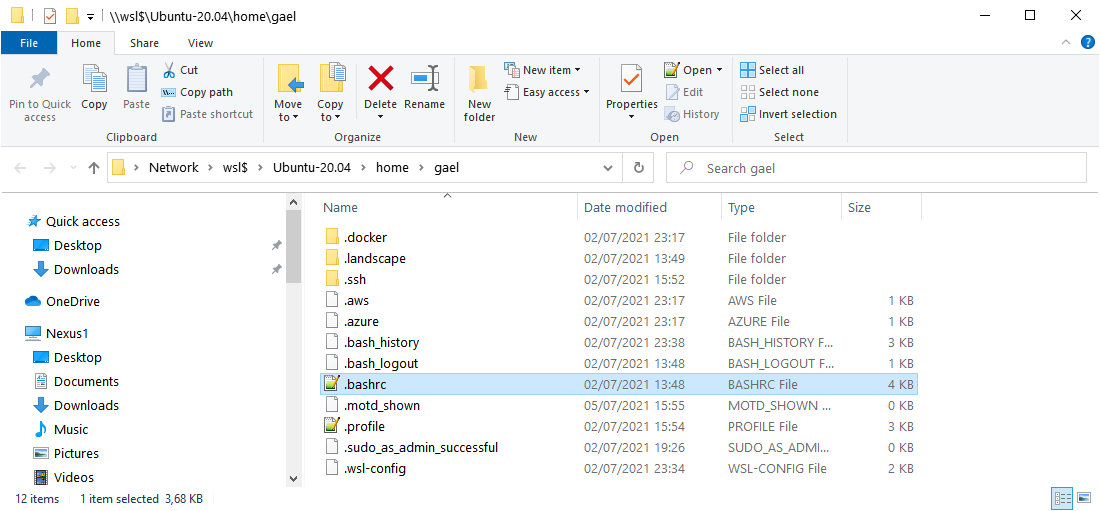 \\wsl$\Ubuntu-20.04\home\gael
File Home Share View
Pin to Quick access
Copy
Paste
Cut
Copy path
Paste shortcut
Clipboard
Move to
Copy to
Delete
Rename
Organize
New folder
New item
Easy access
New
Properties
Open
Edit
History
Open
Select all
Select none
Invert selection
Select
Network > wsl$ > Ubuntu-20.04 > home > gael
Search gael
Quick access
Desktop
Downloads
OneDrive
Nexus1
Desktop
Documents
Downloads
Music
Pictures
Videos
Name Date modified Type Size
.docker 02/07/2021 23:17 File folder
.landscape 02/07/2021 13:49 File folder
.ssh 02/07/2021 15:52 File folder
.aws 02/07/2021 23:17 AWS File 1 KB
.azure 02/07/2021 23:17 AZURE File 1 KB
.bash_history 02/07/2021 23:38 BASH_HISTORY F... 3 KB
.bash_logout 02/07/2021 13:48 BASH_LOGOUT F... 1 KB
.bashrc 02/07/2021 13:48 BASHRC File 4 KB
.motd_shown 05/07/2021 15:55 MOTD_SHOWN ... 0 KB
.profile 02/07/2021 15:54 PROFILE File 3 KB
.sudo_as_admin_successful 02/07/2021 19:26 SUDO_AS_ADMI... 0 KB
.wsl-config 02/07/2021 23:34 WSL-CONFIG File 2 KB
12 items 1 item selected 3,68 KB